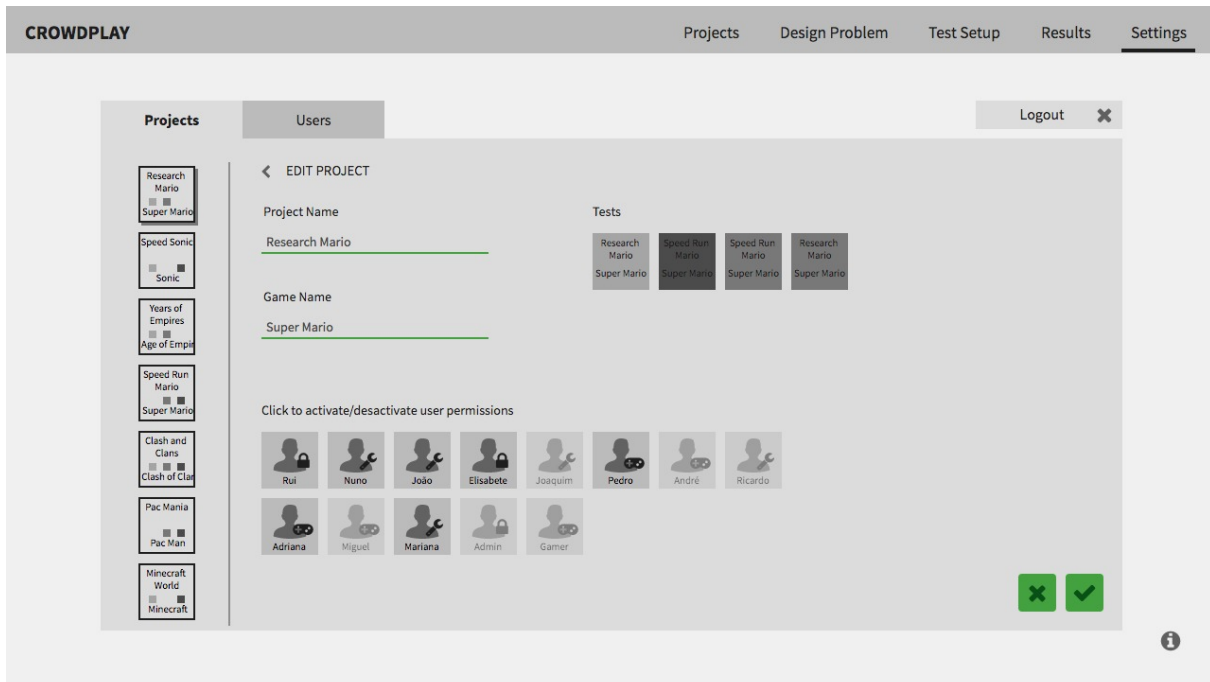 CROWDPLAY
Projects
Design Problem
Test Setup
Results
Settings
Projects
Users
Logout
Research
Mario
Super Mario
Speed Sonic
Sonic
Years of
Empires
Age of Empir
Speed Run
Mario
Super Mario
Clash and
Clans
Clash of Clan
Pac Mania
Pac Man
Minecraft
World
Minecraft
EDIT PROJECT
Project Name
Research Mario
Game Name
Super Mario
Tests
Research
Mario
Super Mario
Speed Run
Mario
Super Mario
Speed Run
Mario
Super Mario
Research
Mario
Super Mario
Click to activate/desactivate user permissions
Rui
Nuno
João
Elisabete
Joaquim
Pedro
André
Ricardo
Adriana
Miguel
Mariana
Admin
Gamer